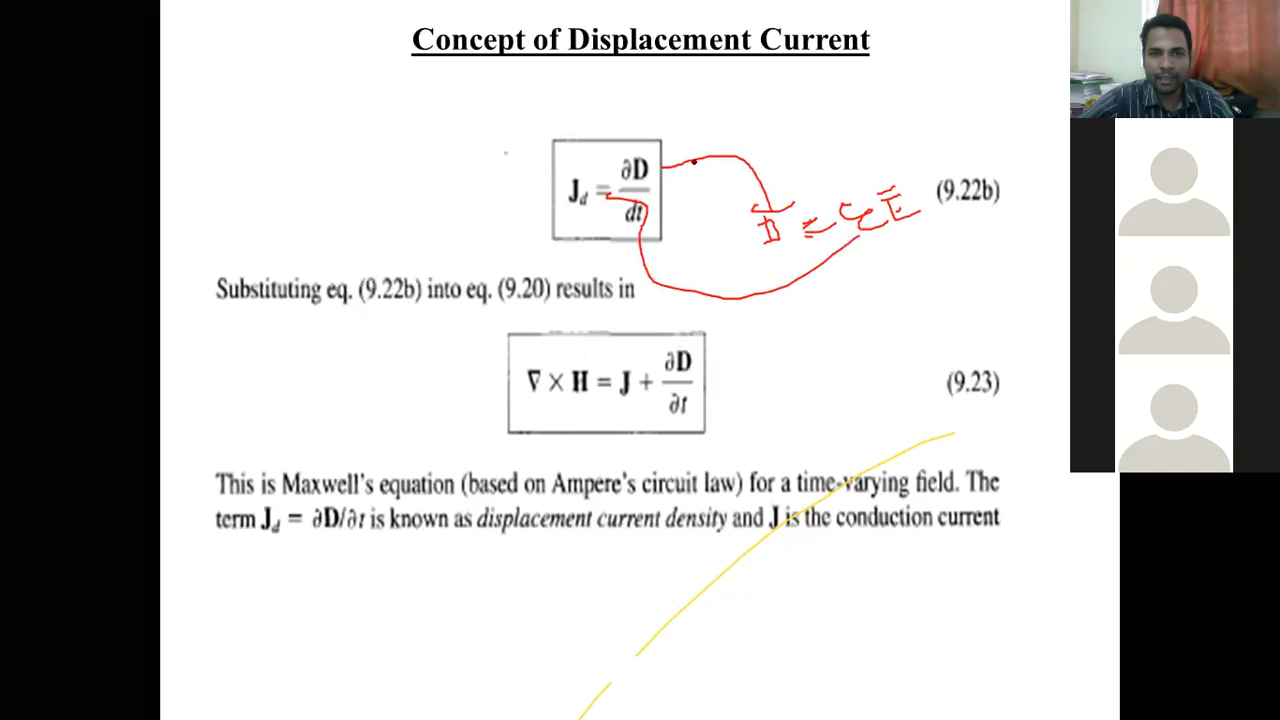 Concept of Displacement Current
J_d = ∂D/dt (9.22b)
D = εE
Substituting eq. (9.22b) into eq. (9.20) results in
∇ × H = J + ∂D/∂t (9.23)
This is Maxwell's equation (based on Ampere's circuit law) for a time-varying field. The
term J_d = ∂D/∂t is known as displacement current density and J is the conduction current